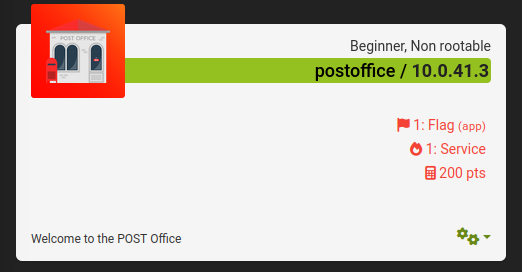 POST OFFICE
Beginner, Non rootable
postoffice / 10.0.41.3
1: Flag (app)
1: Service
200 pts
Welcome to the POST Office